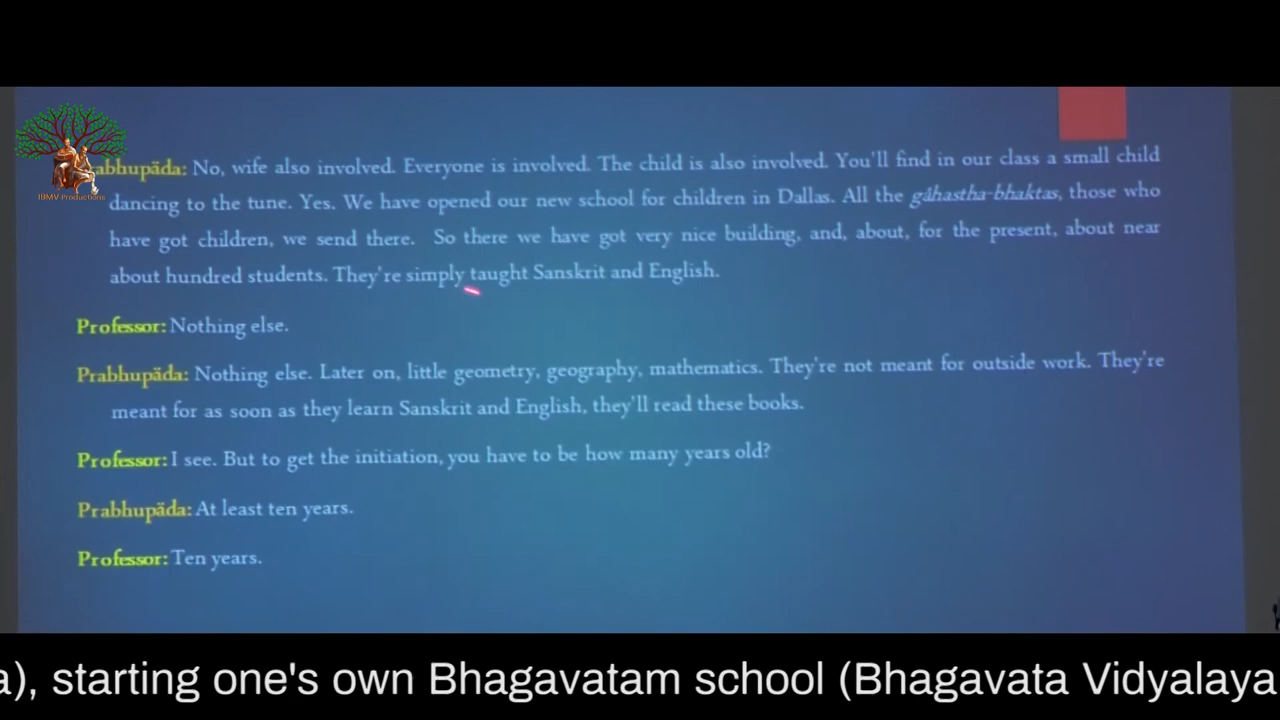 abhupäda: No, wife also involved. Everyone is involved. The child is also involved. You'll find in our class a small child
dancing to the tune. Yes. We have opened our new school for children in Dallas. All the gåhastha-bhaktas, those who
have got children, we send there. So there we have got very nice building, and, about, for the present, about near
about hundred students. They're simply taught Sanskrit and English.
Professor: Nothing else.
Prabhupäda: Nothing else. Later on, little geometry, geography, mathematics. They're not meant for outside work. They're
meant for as soon as they learn Sanskrit and English, they'll read these books.
Professor: I see. But to get the initiation, you have to be how many years old?
Prabhupäda: At least ten years.
Professor: Ten years.
IBMV Productions
a), starting one's own Bhagavatam school (Bhagavata Vidyalaya